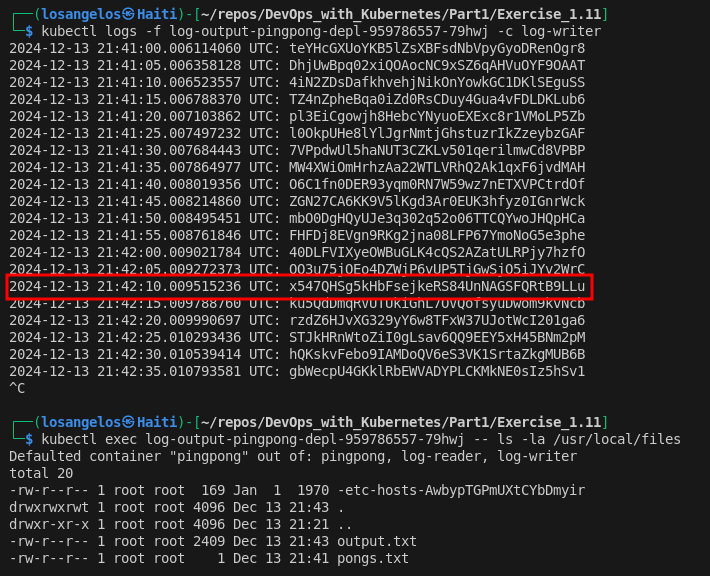 ┌──(losangelos㉿Haiti)-[~/repos/DevOps_with_Kubernetes/Part1/Exercise_1.11]
└─$ kubectl logs -f log-output-pingpong-depl-959786557-79hwj -c log-writer
2024-12-13 21:41:00.006114060 UTC: teYHcGXUoYKB5lZsXBFsdNbVpyGyoDRenOgr8
2024-12-13 21:41:05.006358128 UTC: DhjUwBpq02xiQOAocNC9xSZ6qAHVuOYF9OAAT
2024-12-13 21:41:10.006523557 UTC: 4iN2ZDsDafkhvehjNikOnYowkGC1DKlSEguSS
2024-12-13 21:41:15.006788370 UTC: TZ4nZpheBqa0iZd0RsCDuy4Gua4vFDLDKLub6
2024-12-13 21:41:20.007103862 UTC: pl3EiCgowjh8HebcYNyuoEXExc8r1VMoLP5Zb
2024-12-13 21:41:25.007497232 UTC: l0OkpUHe8lYlJgrNmtjGhstuzrIkZzeybzGAF
2024-12-13 21:41:30.007684443 UTC: 7VPpdwUl5haNUT3CZKLv501qerilmwCd8VPBP
2024-12-13 21:41:35.007864977 UTC: MW4XWiOmHrhzAa22WTLVRhQ2Ak1qxF6jvdMAH
2024-12-13 21:41:40.008019356 UTC: O6C1fn0DER93yqm0RN7W59wz7nETXVPCtrdOf
2024-12-13 21:41:45.008214860 UTC: ZGN27CA6KK9V5lKgd3Ar0EUK3hfyz0IGnrWck
2024-12-13 21:41:50.008495451 UTC: mbO0DgHQyUJe3q302q52o06TTCQYwoJHQpHCa
2024-12-13 21:41:55.008761846 UTC: FHFDj8EVgn9RKg2jna08LFP67YmoNoG5e3phe
2024-12-13 21:42:00.009021784 UTC: 40DLFVIXyeOWBuGLK4cQS2AZatULRPjy7hzfO
2024-12-13 21:42:05.009272373 UTC: OO3u75jOEo4DZWjP6vUP5TjGwSjO5iJYv2WrC
2024-12-13 21:42:10.009515236 UTC: x547QHSg5kHbFsejkeRS84UnNAGSFQRtB9LLu
2024-12-13 21:42:15.009788760 UTC: ku5QdDmqRvUTUkiGhL7OVQofsyuDwom9kVNcb
2024-12-13 21:42:20.009990697 UTC: rzdZ6HJvXG329yY6w8TFxW37UJotWcI201ga6
2024-12-13 21:42:25.010293436 UTC: STJkHRnWtoZiI0gLsav6QQ9EEY5xH45BNm2pM
2024-12-13 21:42:30.010539414 UTC: hQKskvFebo9IAMDoQV6eS3VK1SrtaZkgMUB6B
2024-12-13 21:42:35.010793581 UTC: gbWecpU4GKklRbEWVADYPLCKMkNE0sIz5hSv1
^C
┌──(losangelos㉿Haiti)-[~/repos/DevOps_with_Kubernetes/Part1/Exercise_1.11]
└─$ kubectl exec log-output-pingpong-depl-959786557-79hwj -- ls -la /usr/local/files
Defaulted container "pingpong" out of: pingpong, log-reader, log-writer
total 20
-rw-r--r-- 1 root root  169 Jan  1  1970 -etc-hosts-AwbypTGPmUXtCYbDmyir
drwxrwxrwt 1 root root 4096 Dec 13 21:43 .
drwxr-xr-x 1 root root 4096 Dec 13 21:21 ..
-rw-r--r-- 1 root root 2409 Dec 13 21:43 output.txt
-rw-r--r-- 1 root root    1 Dec 13 21:41 pongs.txt